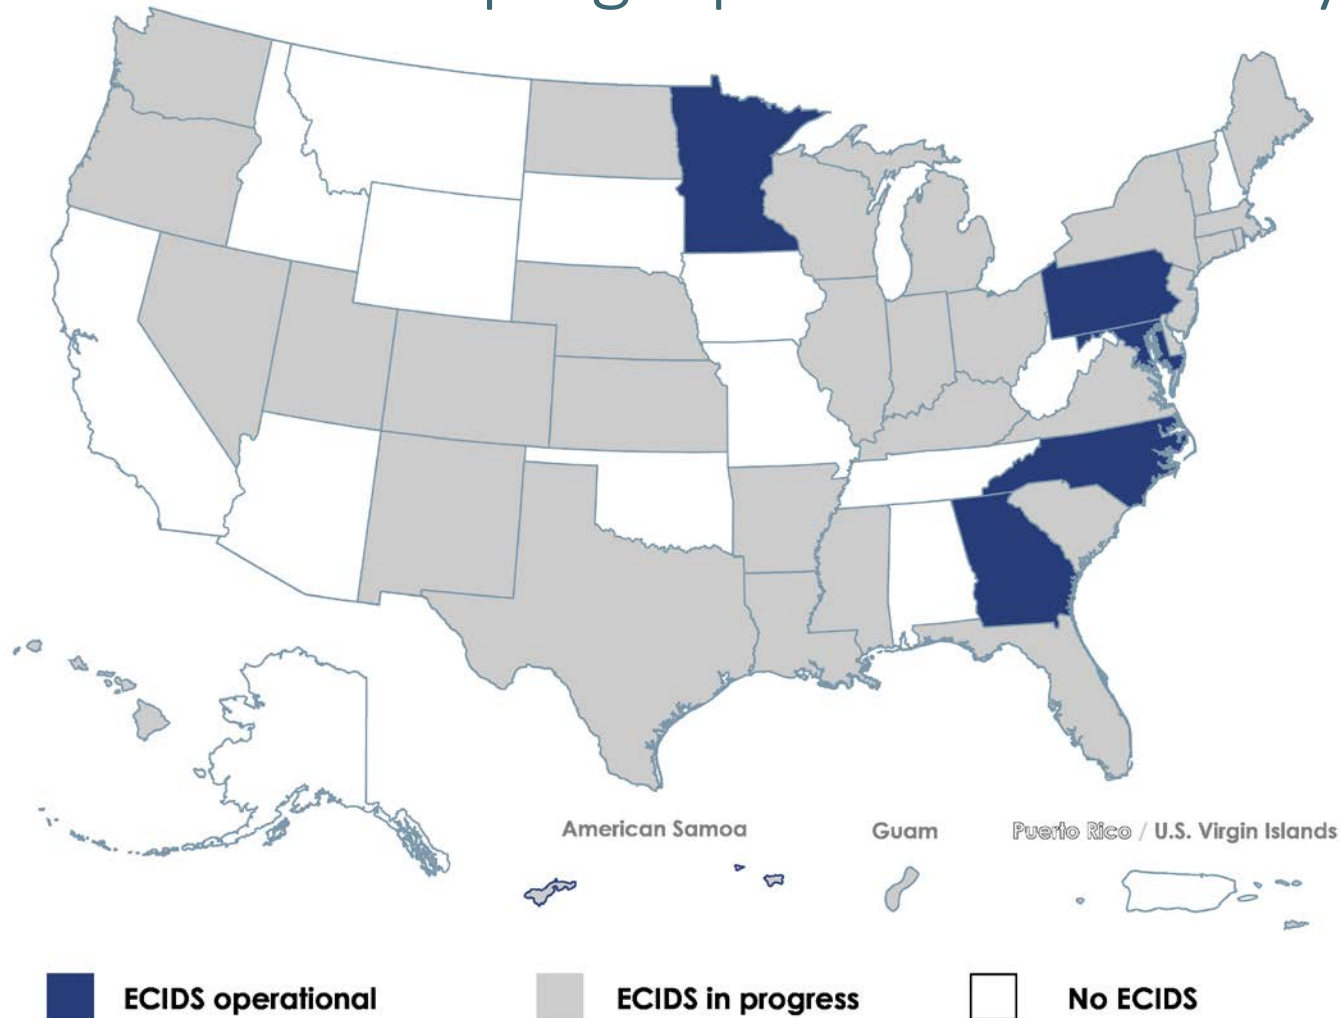 American Samoa
Guam
Puerto Rico / U.S. Virgin Islands
ECIDS operational
ECIDS in progress
No ECIDS